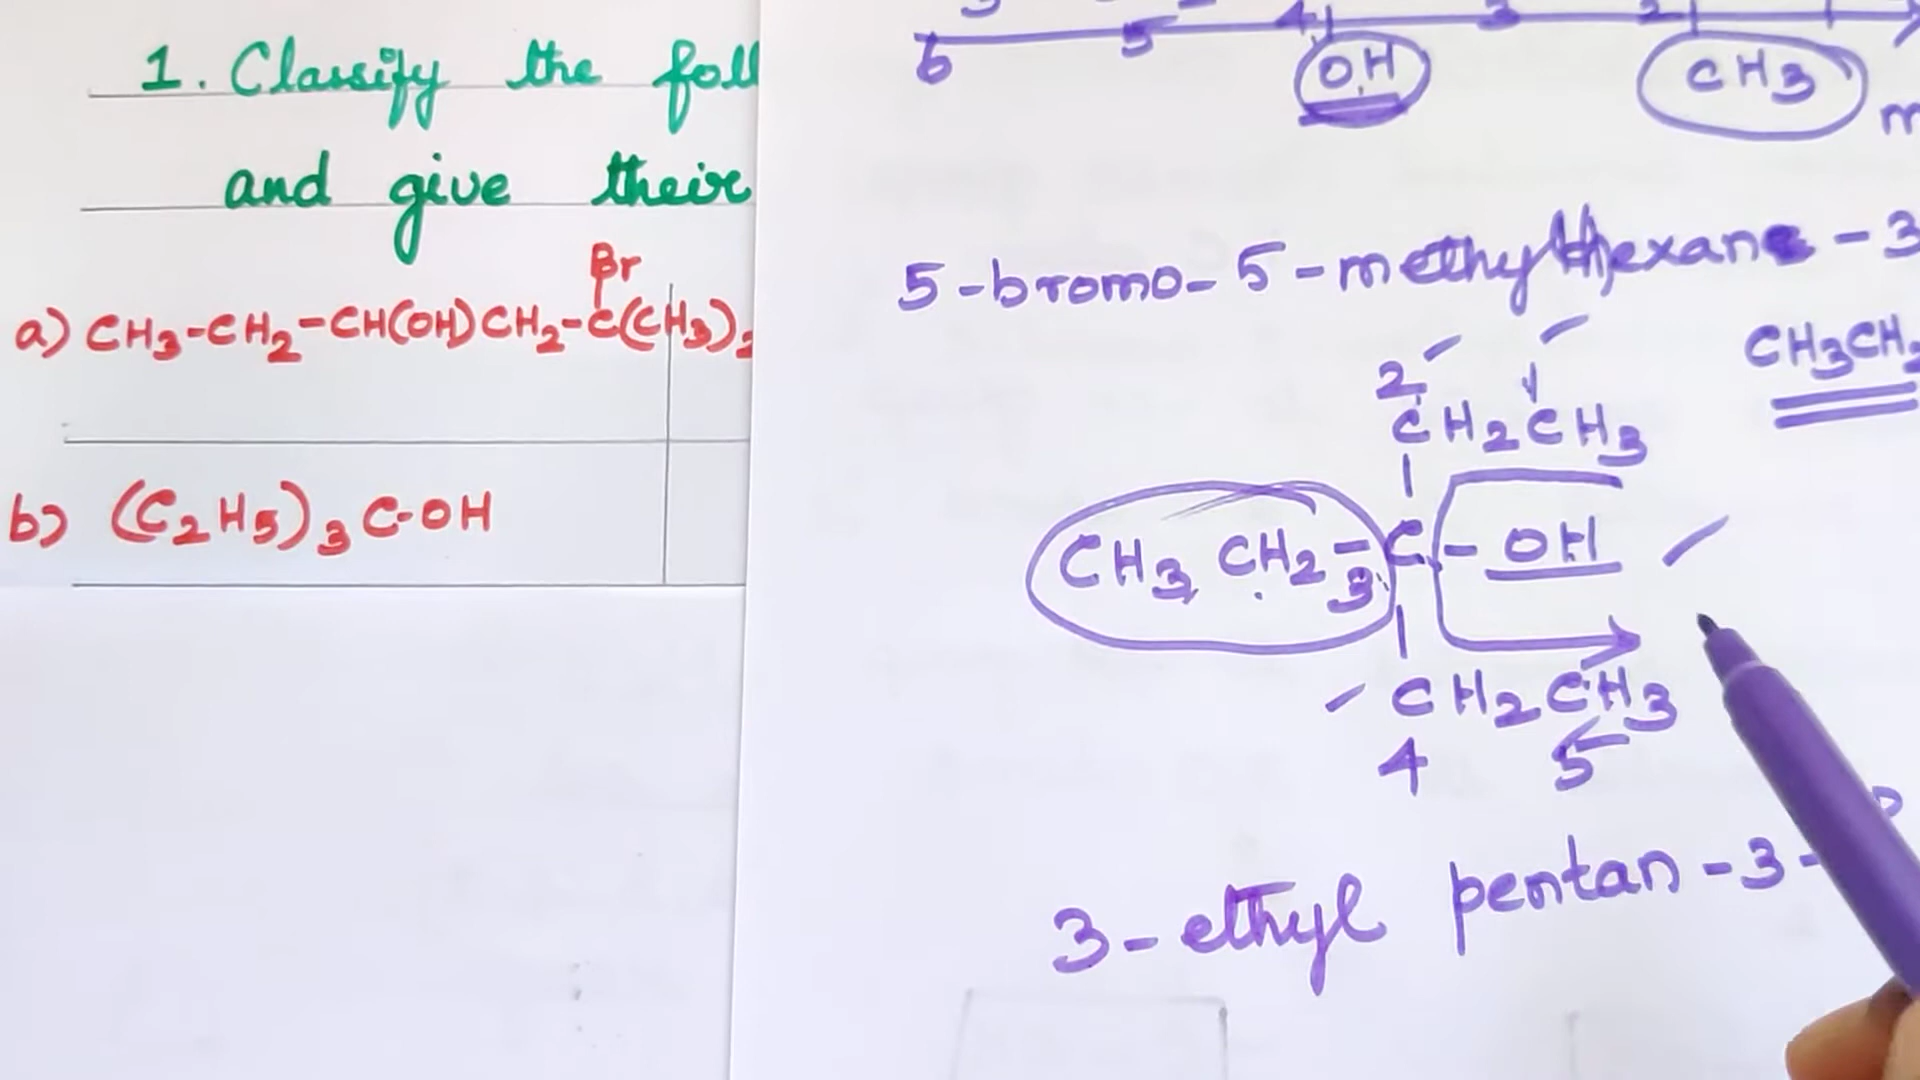 1. Classify the foll
and give their
Br
a) CH3-CH2-CH(OH)CH2-C(CH3)2
b) (C2H5)3C-OH
6 5 4 3 2
OH CH3
5-bromo-5-methylhexane-3
CH3CH2
2
CH2CH3
CH3 CH2-C-OH
3
CH2CH3
4 5
3-ethyl pentan-3-